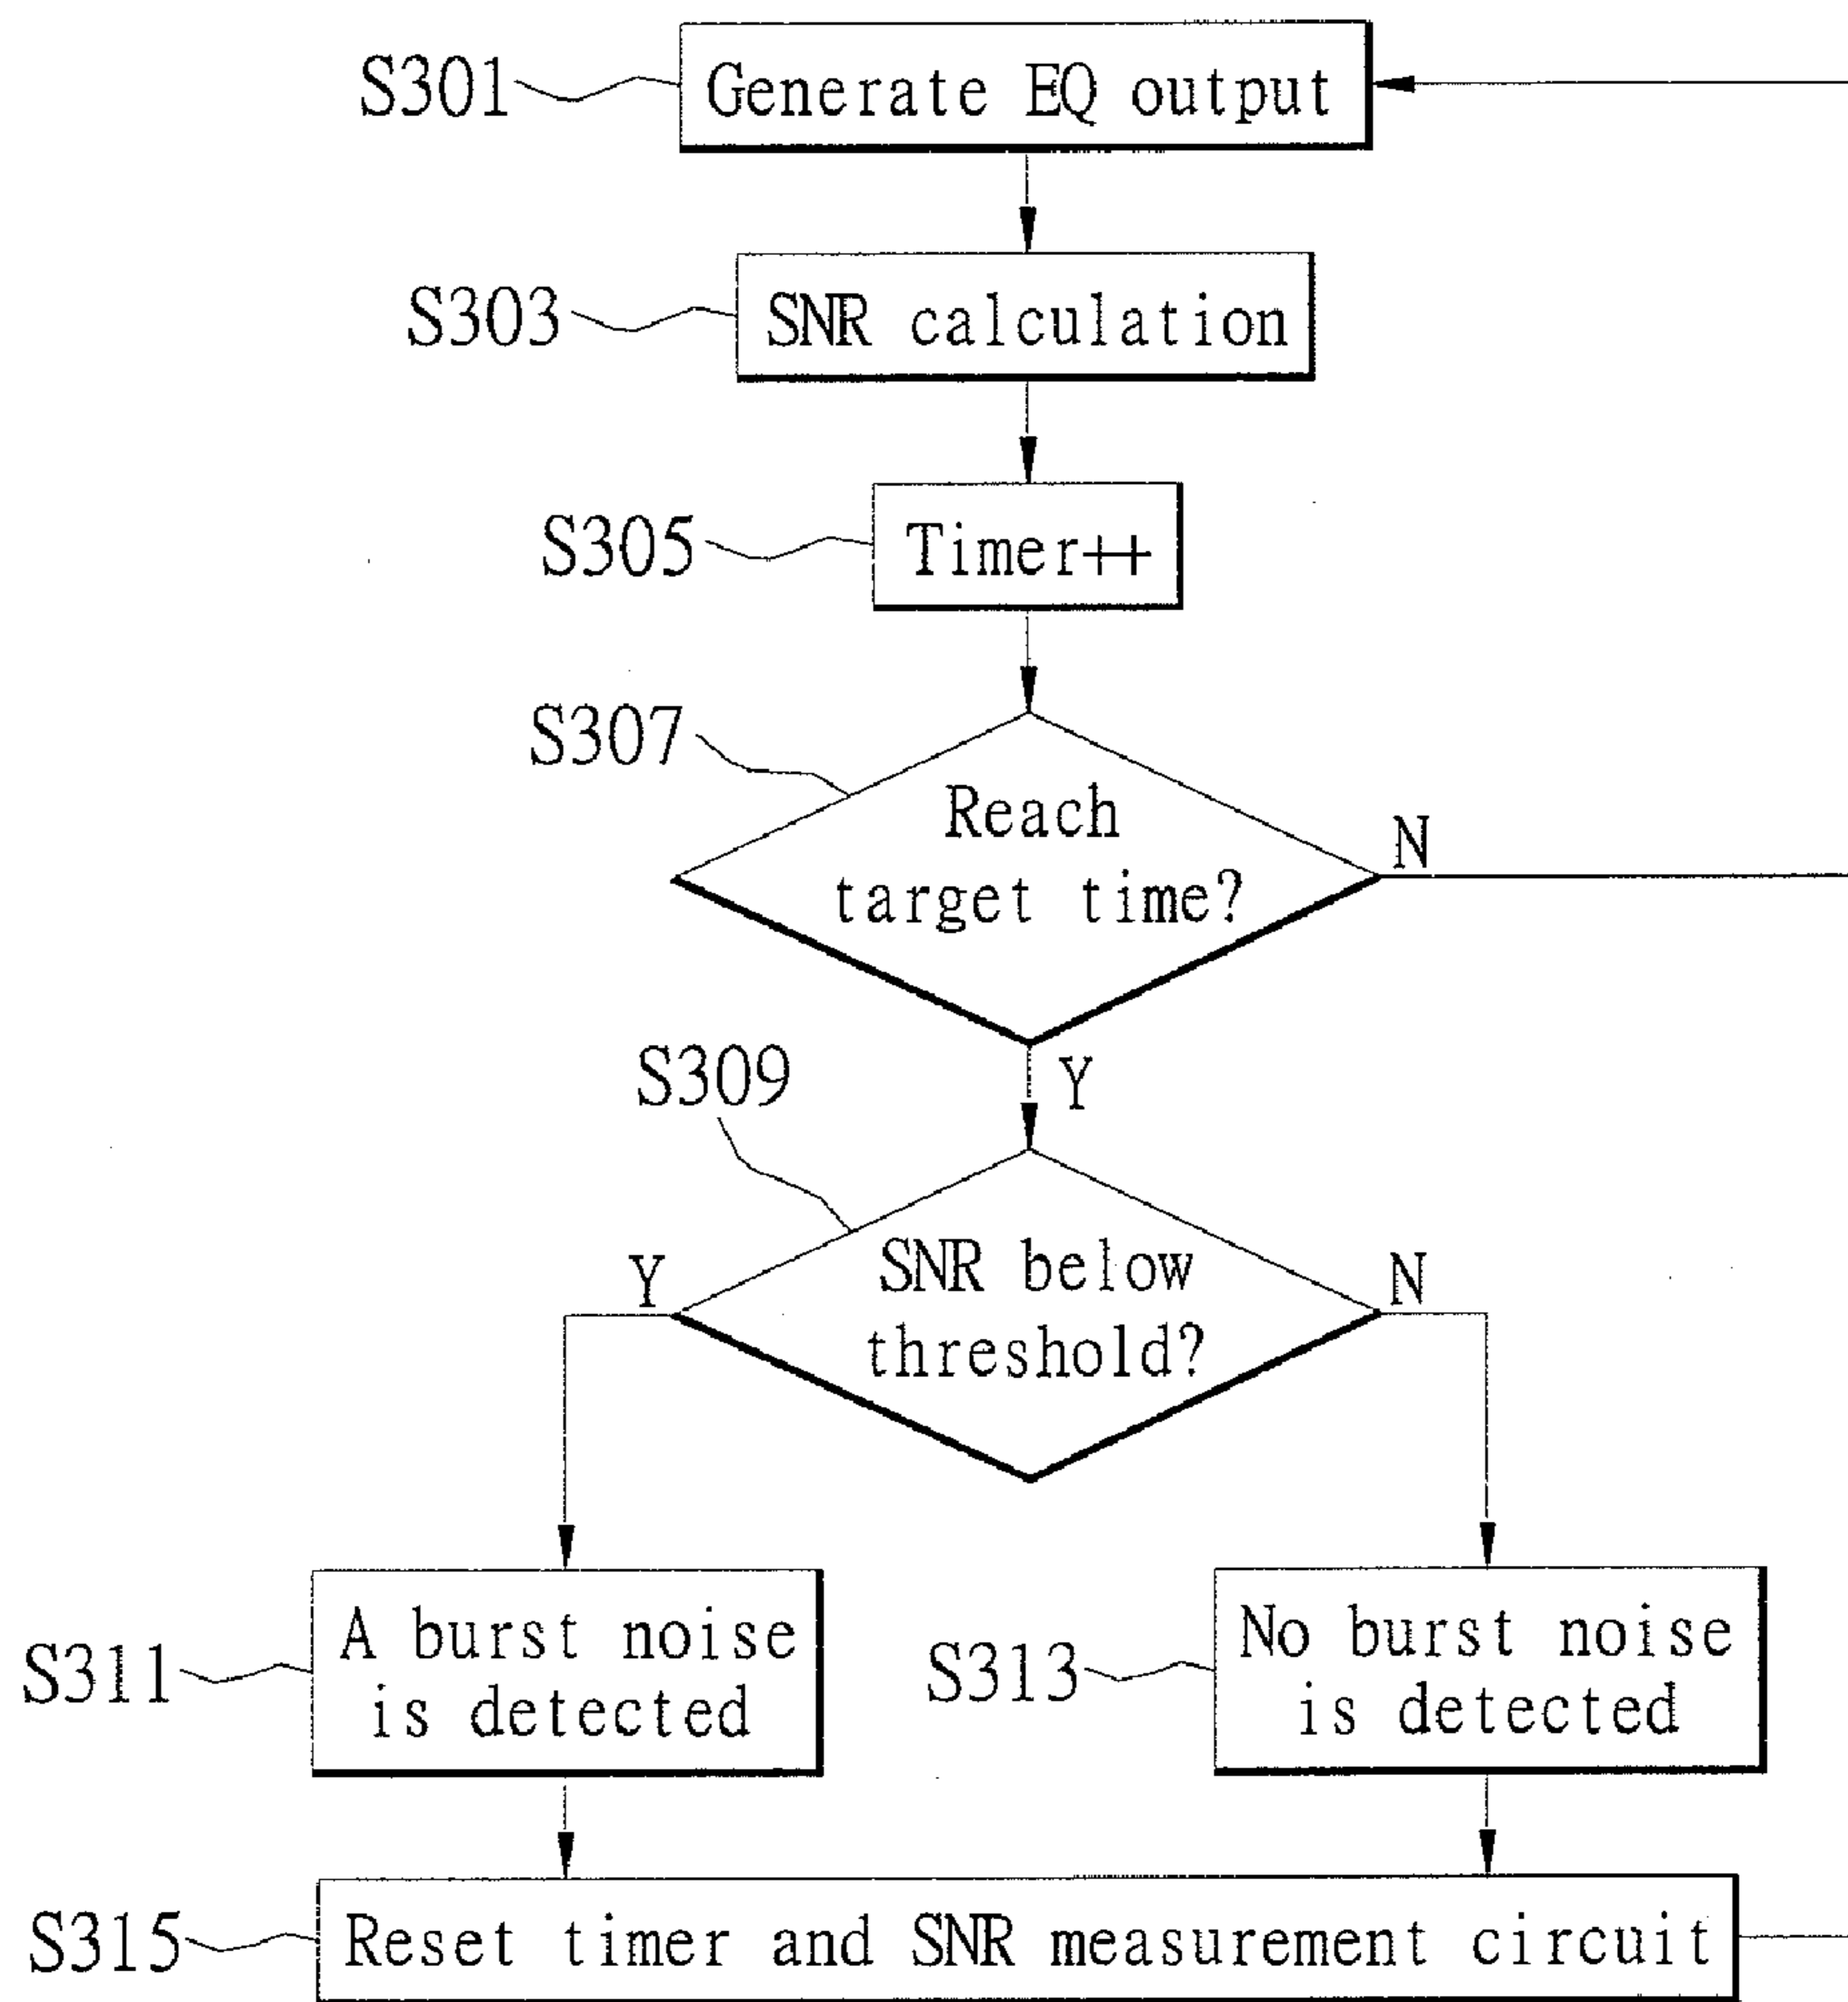 S301
Generate EQ output
S303
SNR calculation
S305
Timer++
S307
Reach
target time?
N
Y
S309
SNR below
threshold?
Y
N
S311
A burst noise
is detected
S313
No burst noise
is detected
S315
Reset timer and SNR measurement circuit